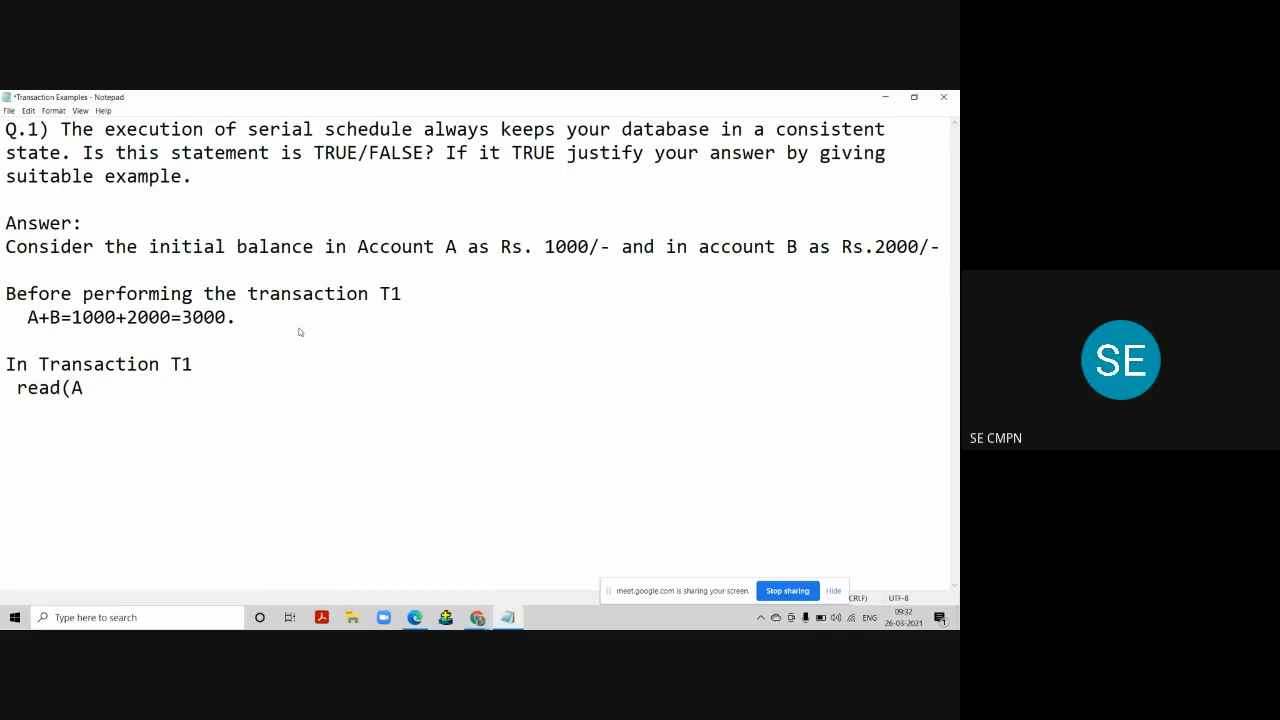 *Transaction Examples - Notepad
File Edit Format View Help
Q.1) The execution of serial schedule always keeps your database in a consistent
state. Is this statement is TRUE/FALSE? If it TRUE justify your answer by giving
suitable example.
Answer:
Consider the initial balance in Account A as Rs. 1000/- and in account B as Rs.2000/-
Before performing the transaction T1
A+B=1000+2000=3000.
In Transaction T1
read(A
SE
SE CMPN
meet.google.com is sharing your screen.
Stop sharing
Hide
CRLF)
UTF-8
Type here to search
ENG
09:32
26-03-2021
1